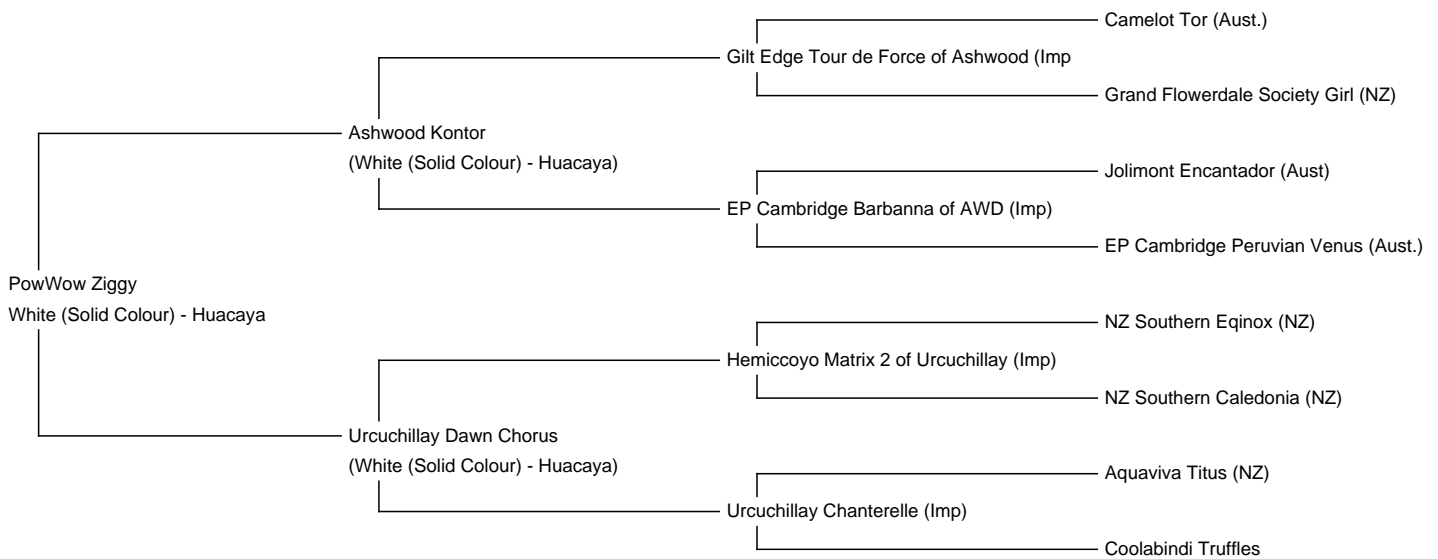 Camelot Tor (Aust.)
Gilt Edge Tour de Force of Ashwood (Imp
Grand Flowerdale Society Girl (NZ)
Ashwood Kontor
(White (Solid Colour) - Huacaya)
Jolimont Encantador (Aust)
EP Cambridge Barbanna of AWD (Imp)
EP Cambridge Peruvian Venus (Aust.)
PowWow Ziggy
White (Solid Colour) - Huacaya
NZ Southern Eqinox (NZ)
Hemiccoyo Matrix 2 of Urcuchillay (Imp)
NZ Southern Caledonia (NZ)
Urcuchillay Dawn Chorus
(White (Solid Colour) - Huacaya)
Aquaviva Titus (NZ)
Urcuchillay Chanterelle (Imp)
Coolabindi Truffles